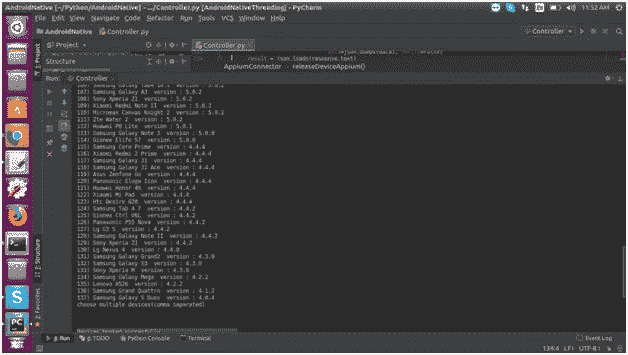 AndroidNative [~/Python/AndroidNative/AndroidNativeThreading] - .../Controller.py [AndroidNative] - PyCharm
11:52 AM
File Edit View Navigate Code Refactor Run Tools VCS Window Help
AndroidNative Controller.py Controller
Project Controller.py
Structure result = json.loads(response.text)
AppiumConnector releaseDeviceAppium()
Run: Controller
107) Samsung Galaxy A3 version : 5.0.2
108) Sony Xperia Z1 version : 5.0.2
109) Xiaomi Redmi Note II version : 5.0.2
110) Micromax Canvas Knight 2 version : 5.0.2
111) Zte Water 2 version : 5.0.2
112) Huawei P8 Lite version : 5.0.1
113) Samsung Galaxy Note 3 version : 5.0.0
114) Gionee Elife S7 version : 5.0.0
115) Samsung Core Prime version : 4.4.4
116) Xiaomi Redmi 2 Prime version : 4.4.4
117) Samsung Galaxy J1 version : 4.4.4
118) Samsung Galaxy J1 Ace version : 4.4.4
119) Asus Zenfone Go version : 4.4.4
120) Panasonic Eluga Icon version : 4.4.4
121) Huawei Honor 4X version : 4.4.4
122) Xiaomi Mi Pad version : 4.4.4
123) Htc Desire 820 version : 4.4.4
124) Samsung Tab 4 7 version : 4.4.2
125) Gionee Ctrl V6L version : 4.4.2
126) Panasonic P55 Nova version : 4.4.2
127) Lg G3 S version : 4.4.2
128) Samsung Galaxy Note II version : 4.4.2
129) Sony Xperia Z1 version : 4.4.2
130) Lg Nexus 4 version : 4.4.0
131) Samsung Galaxy Grand2 version : 4.3.0
132) Samsung Galaxy S3 version : 4.3.0
133) Sony Xperia M version : 4.3.0
134) Samsung Galaxy Mega version : 4.2.2
135) Lenovo A526 version : 4.2.2
136) Samsung Grand Quattro version : 4.1.2
137) Samsung Galaxy S Duos version : 4.0.4
choose multiple devices(comma separated)
1: Project
7: Structure
2: Favorites
4: Run 6: TODO Python Console Terminal Event Log
134:4 LF÷ UTF-8÷